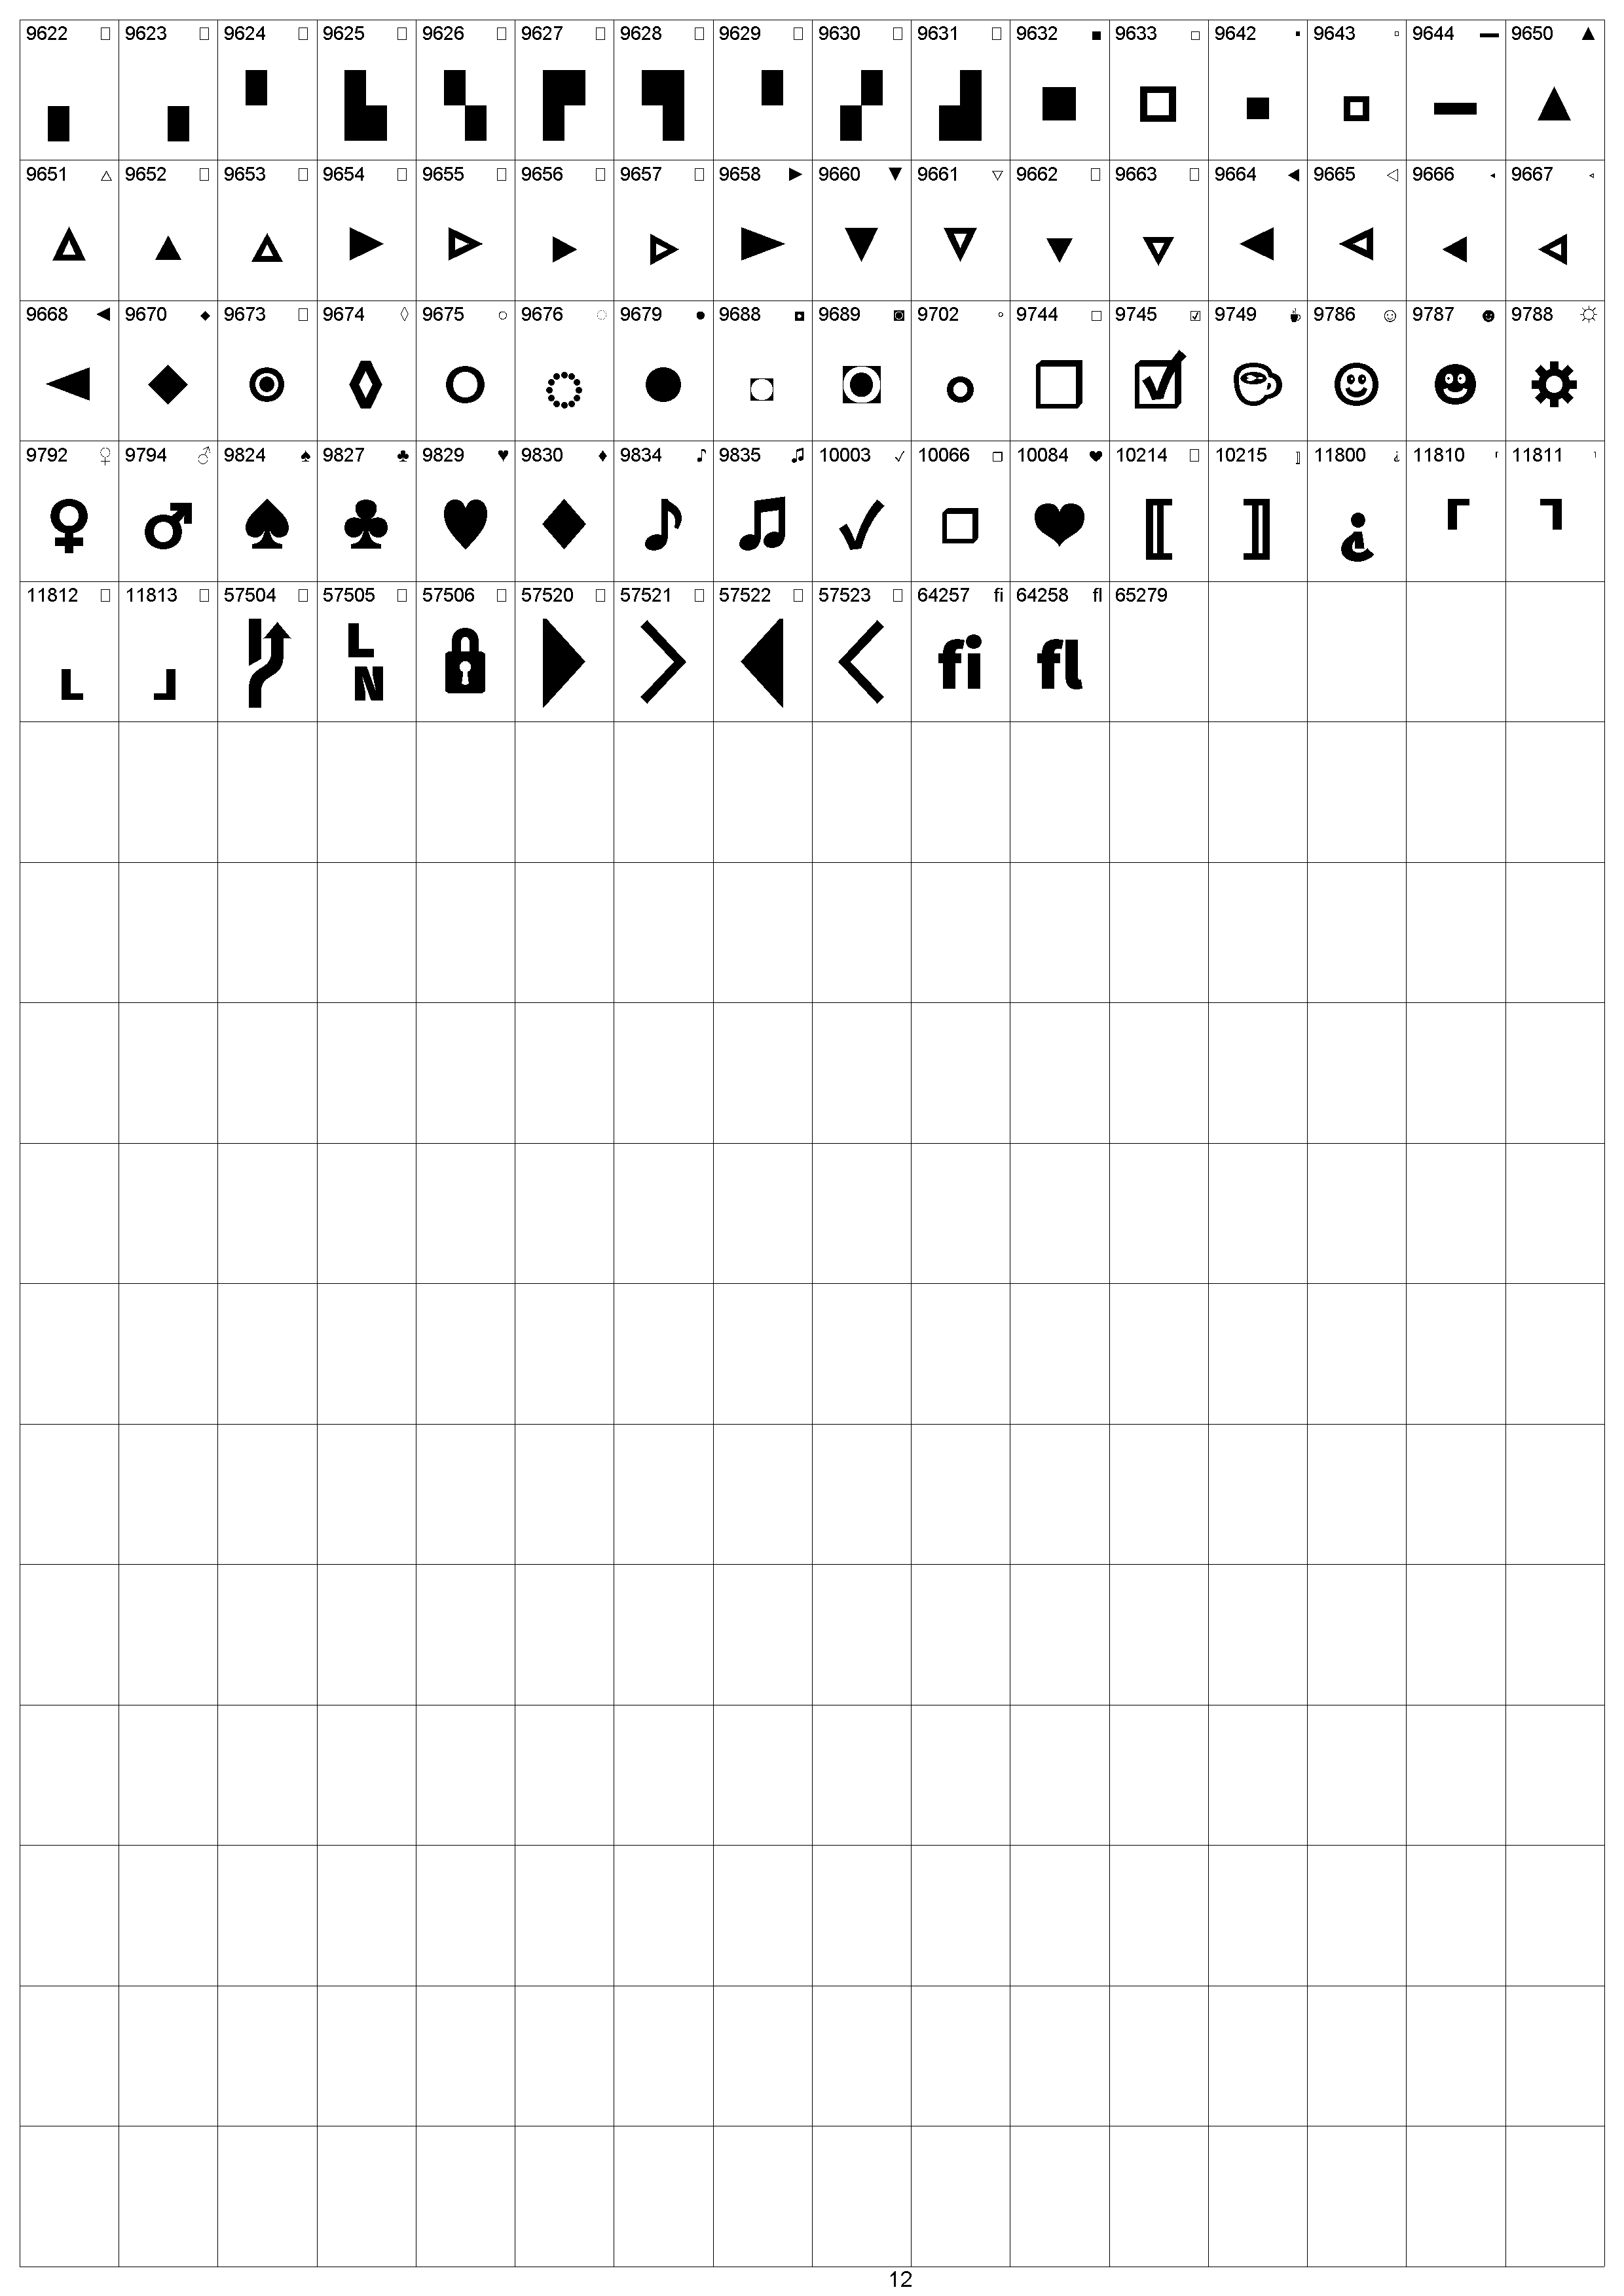 9622 9623 9624 9625 9626 9627 9628 9629 9630 9631 9632 ■ 9633 □ 9642 ▪ 9643 ▫ 9644 ▬ 9650 ▲
9651 △ 9652 9653 9654 9655 9656 9657 9658 ► 9660 ▼ 9661 ▽ 9662 9663 9664 ◀ 9665 ◁ 9666 ◂ 9667 ◃
9668 ◄ 9670 ◆ 9673 9674 ◊ 9675 ○ 9676 ◌ 9679 ● 9688 ◘ 9689 ◙ 9702 ◦ 9744 ☐ 9745 ☑ 9749 ☕ 9786 ☺ 9787 ☻ 9788 ☼
9792 ♀ 9794 ♂ 9824 ♠ 9827 ♣ 9829 ♥ 9830 ♦ 9834 ♪ 9835 ♫ 10003 ✓ 10066 ❒ 10084 ❤ 10214 10215 ⟧ 11800 ⸘ 11810 ⸢ 11811 ⸣
11812 11813 57504 57505 57506 57520 57521 57522 57523 64257 fi 64258 fl 65279
L
N
fi fl
12